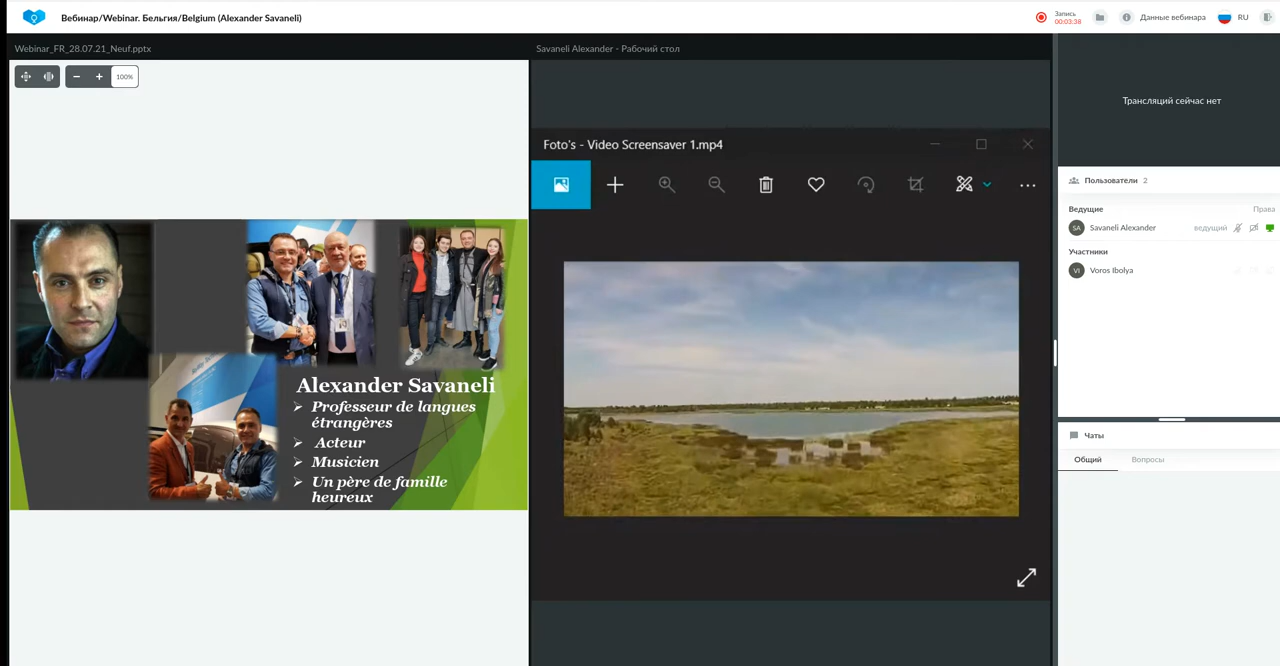 Вебинар/Webinar. Бельгия/Belgium (Alexander Savaneli)
Запись
00:03:38
Данные вебинара
RU
Webinar_FR_28.07.21_Neuf.pptx
Savaneli Alexander - Рабочий стол
100%
Foto's - Video Screensaver 1.mp4
Alexander Savaneli
➢ Professeur de langues
étrangères
➢ Acteur
➢ Musicien
➢ Un père de famille
heureux
Трансляций сейчас нет
Пользователи 2
Ведущие Права
SA Savaneli Alexander ведущий
Участники
VI Voros Ibolya
Чаты
Общий Вопросы